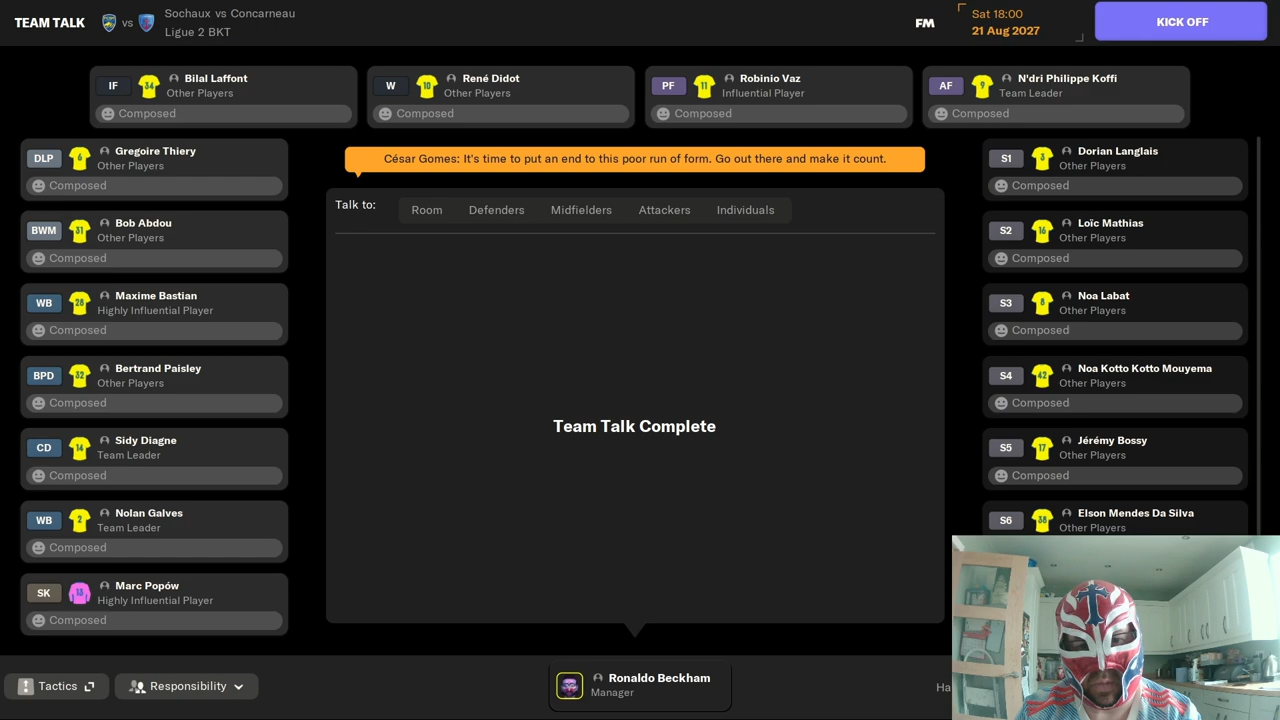 TEAM TALK
vs
Sochaux vs Concarneau
Ligue 2 BKT
FM
Sat 18:00
21 Aug 2027
KICK OFF
IF
34
Bilal Laffont
Other Players
Composed
W
10
René Didot
Other Players
Composed
PF
11
Robinio Vaz
Influential Player
Composed
AF
9
N'dri Philippe Koffi
Team Leader
Composed
DLP
6
Gregoire Thiery
Other Players
Composed
BWM
31
Bob Abdou
Other Players
Composed
WB
28
Maxime Bastian
Highly Influential Player
Composed
BPD
32
Bertrand Paisley
Other Players
Composed
CD
14
Sidy Diagne
Team Leader
Composed
WB
2
Nolan Galves
Team Leader
Composed
SK
Marc Popów
Highly Influential Player
Composed
César Gomes: It's time to put an end to this poor run of form. Go out there and make it count.
Talk to:
Room
Defenders
Midfielders
Attackers
Individuals
Team Talk Complete
S1
3
Dorian Langlais
Other Players
Composed
S2
16
Loïc Mathias
Other Players
Composed
S3
8
Noa Labat
Other Players
Composed
S4
42
Noa Kotto Kotto Mouyema
Other Players
Composed
S5
17
Jérémy Bossy
Other Players
Composed
S6
38
Elson Mendes Da Silva
Other Players
Tactics
Responsibility
Ronaldo Beckham
Manager
Ha